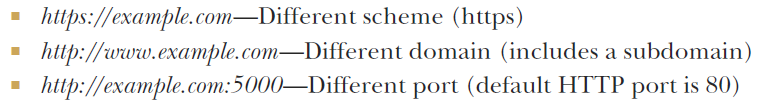 ▪ https://example.com—Different scheme (https)
▪ http://www.example.com—Different domain (includes a subdomain)
▪ http://example.com:5000—Different port (default HTTP port is 80)